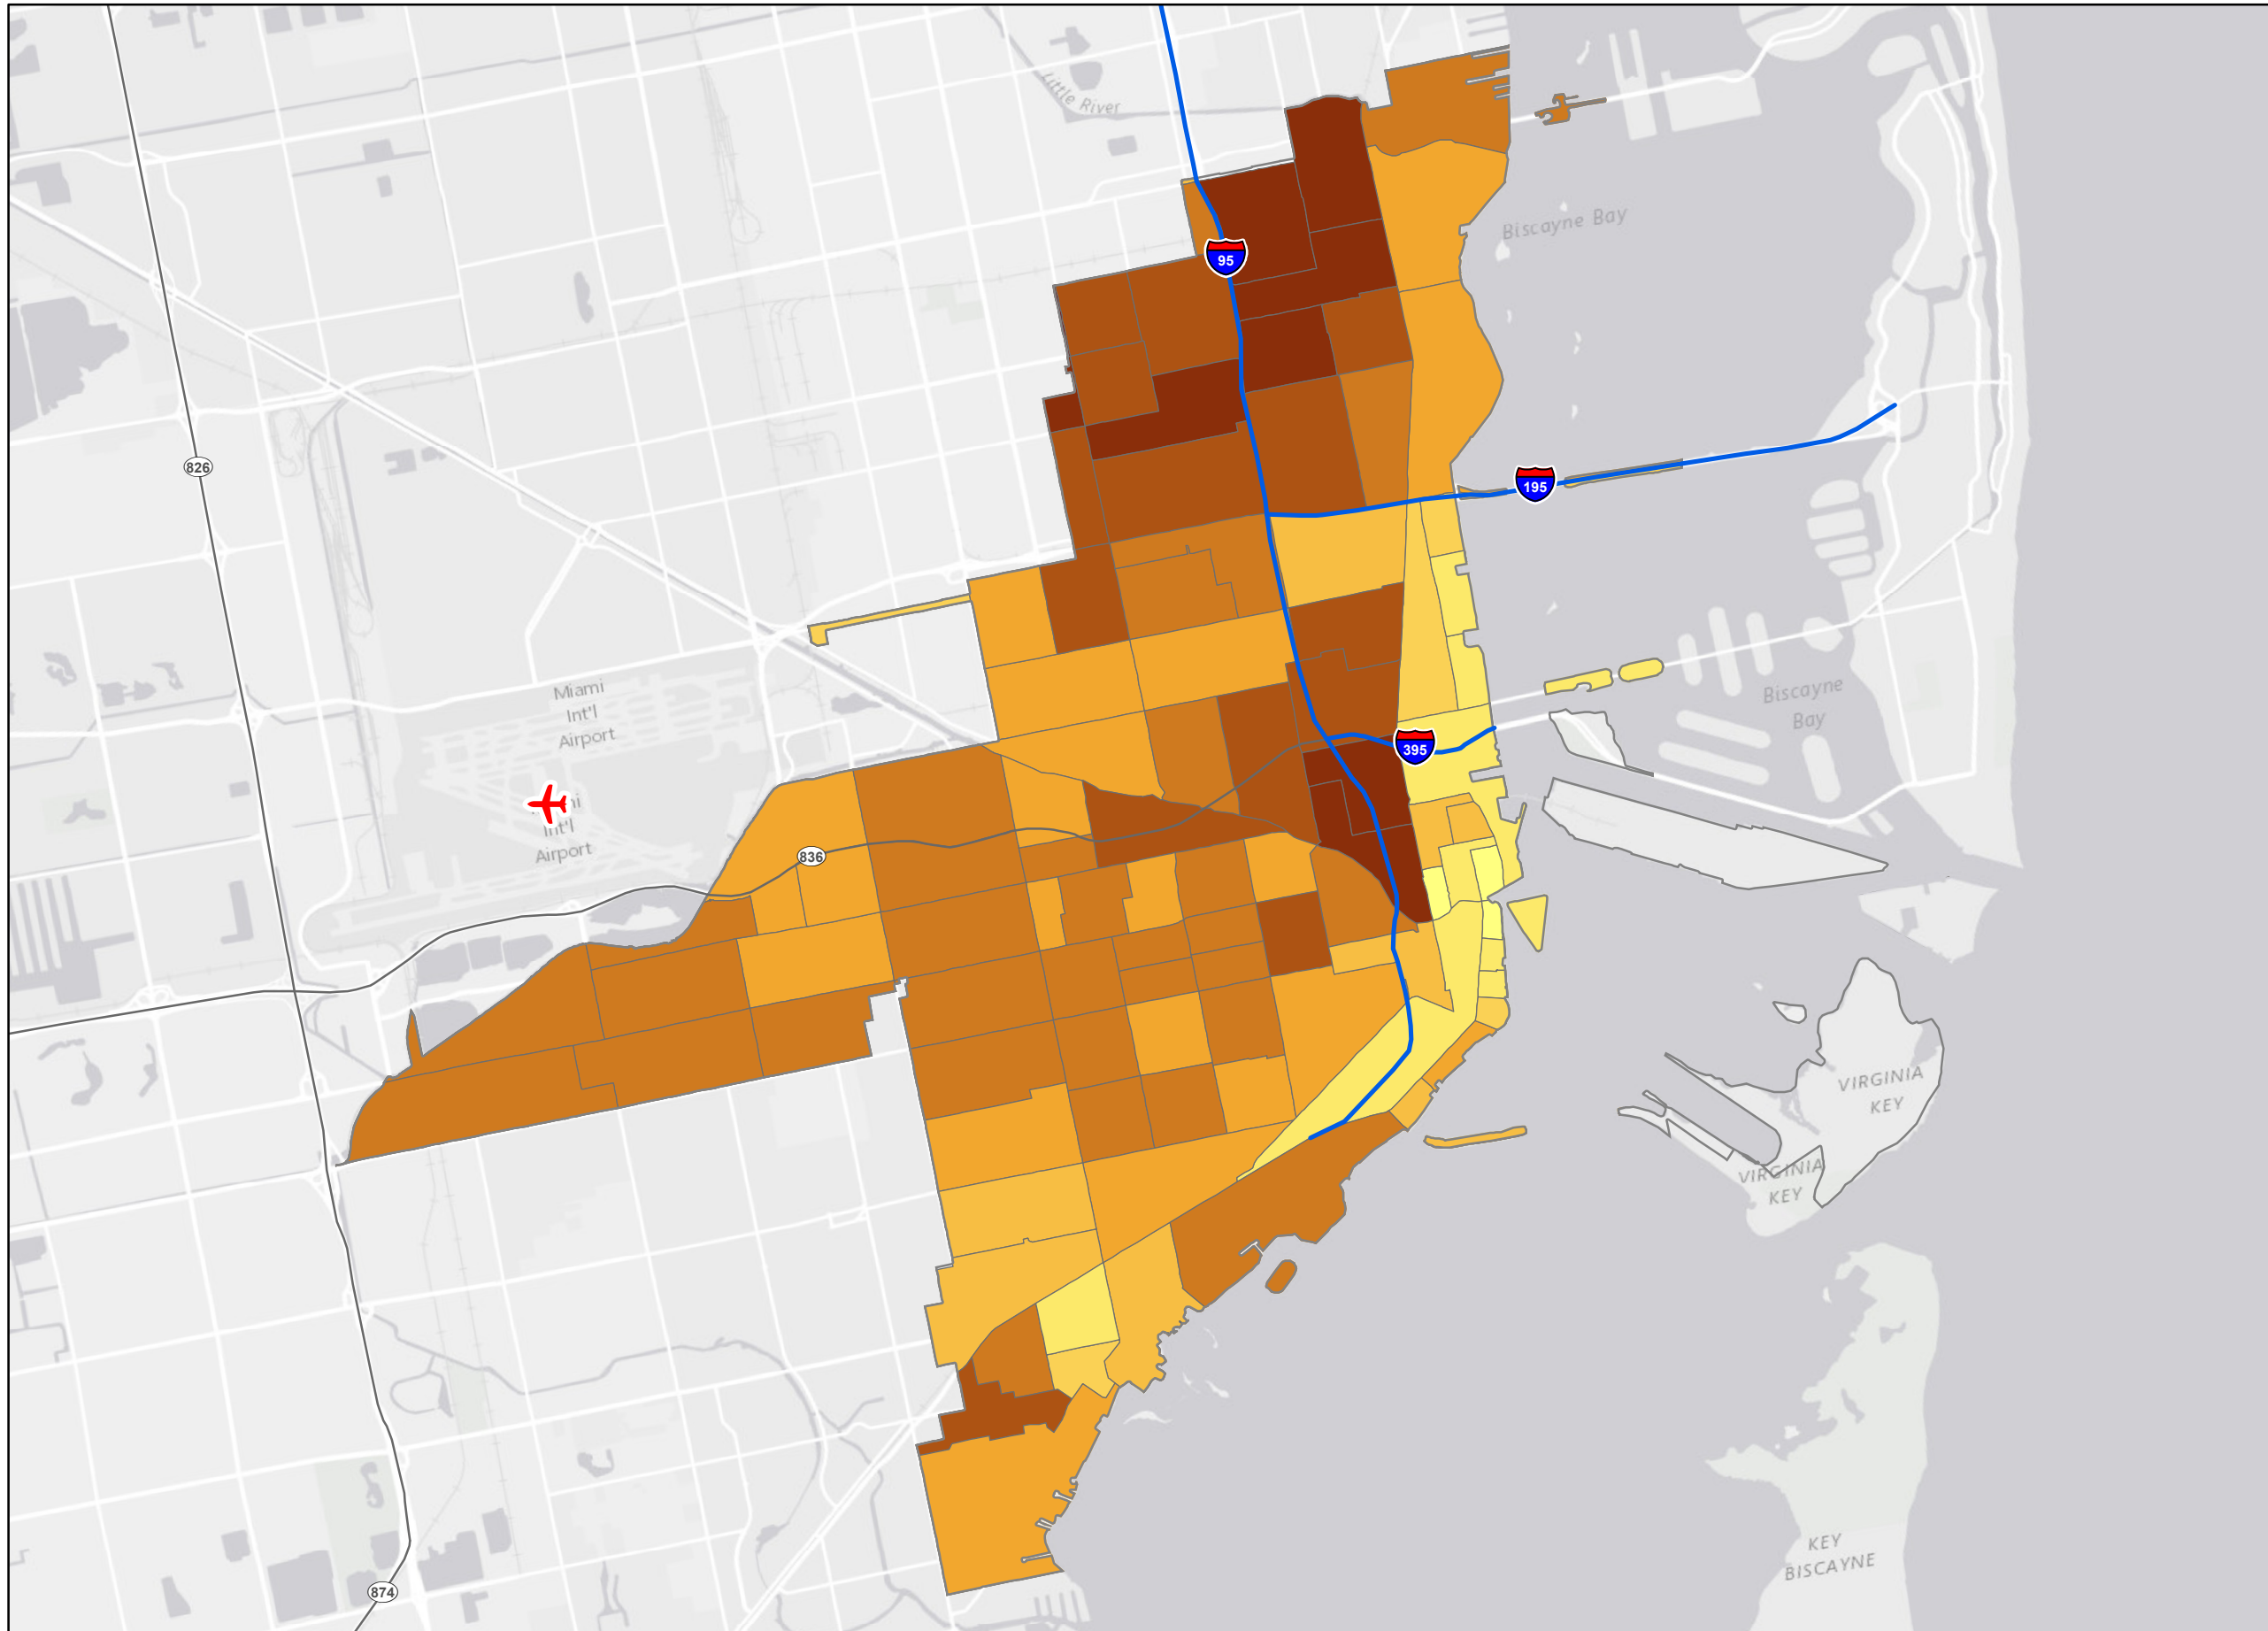 Little River
Biscayne Bay
95
826
195
Miami
Int'l
Airport
Biscayne
Bay
395
Int'l
Airport
836
VIRGINIA
KEY
VIRGINIA
KEY
KEY
BISCAYNE
874